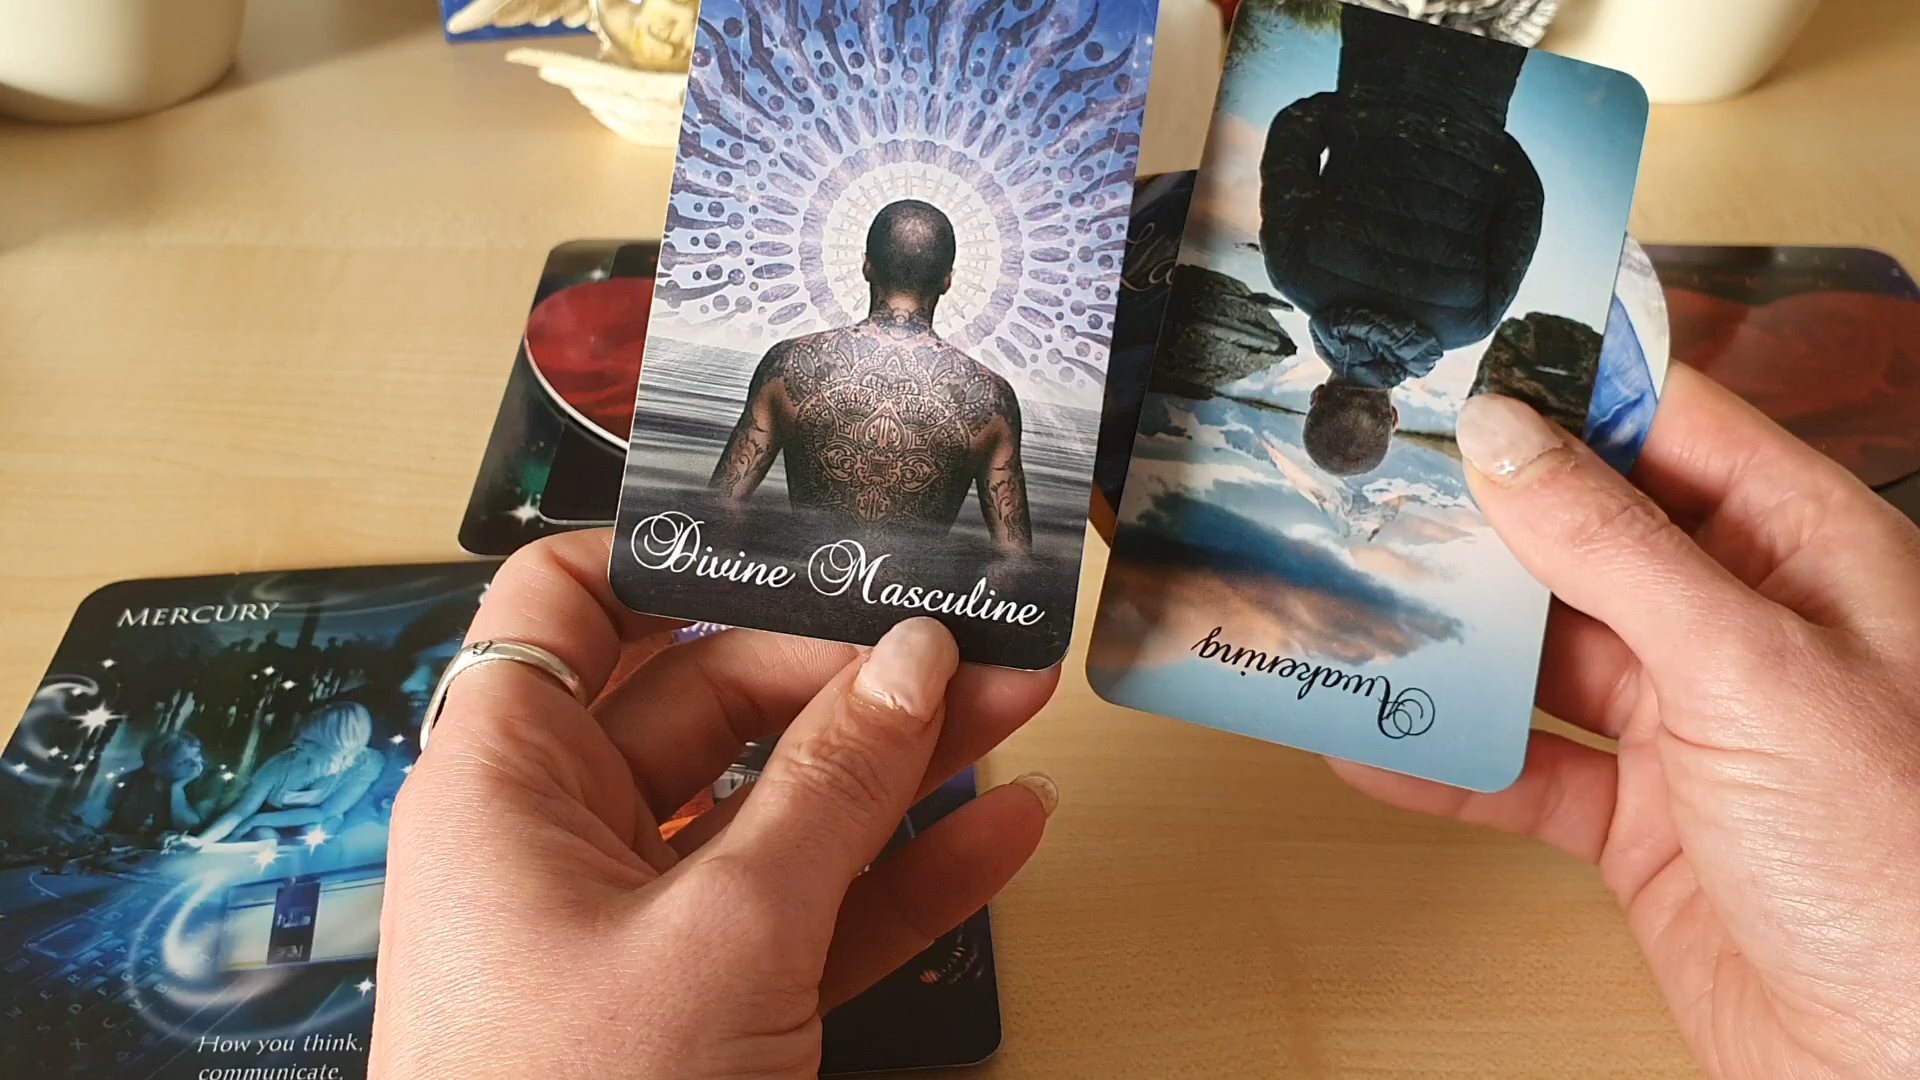 Divine Masculine
Awakening
MERCURY
How you think,
communicate,